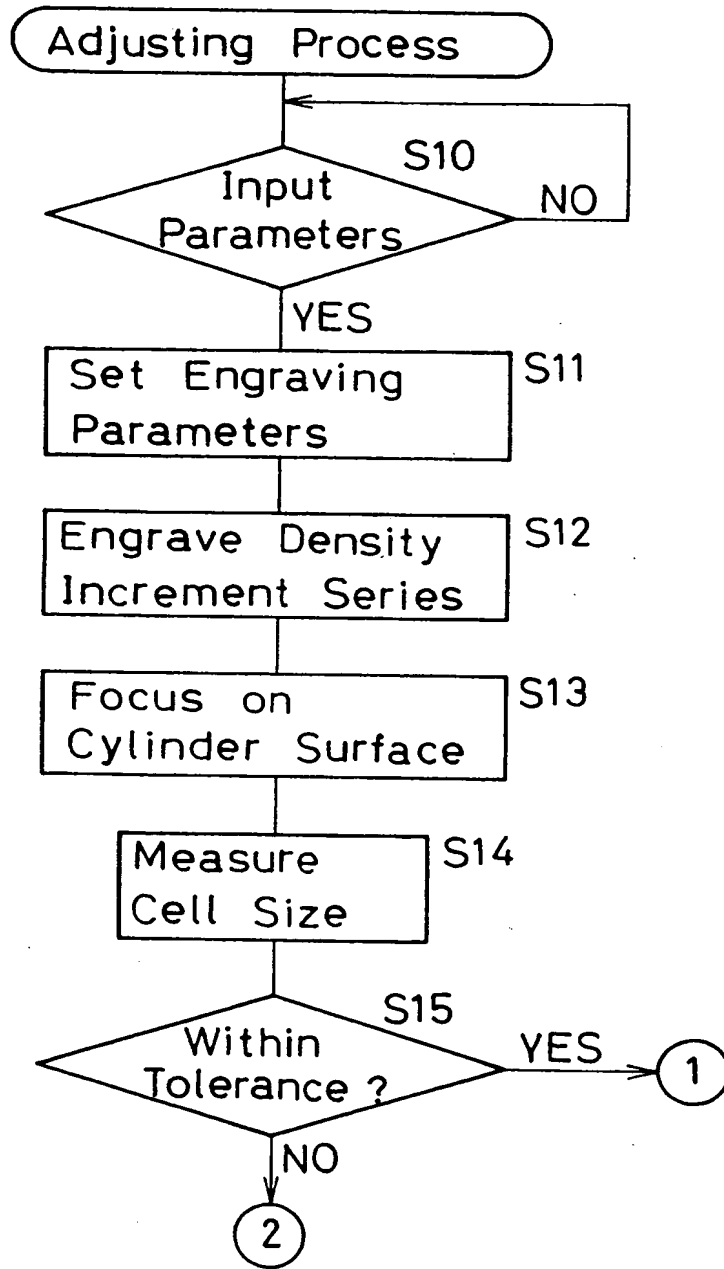 Adjusting Process
S10
Input
Parameters
NO
YES
Set Engraving
Parameters
S11
Engrave Density
Increment Series
S12
Focus on
Cylinder Surface
S13
Measure
Cell Size
S14
S15
Within
Tolerance ?
YES
1
NO
2